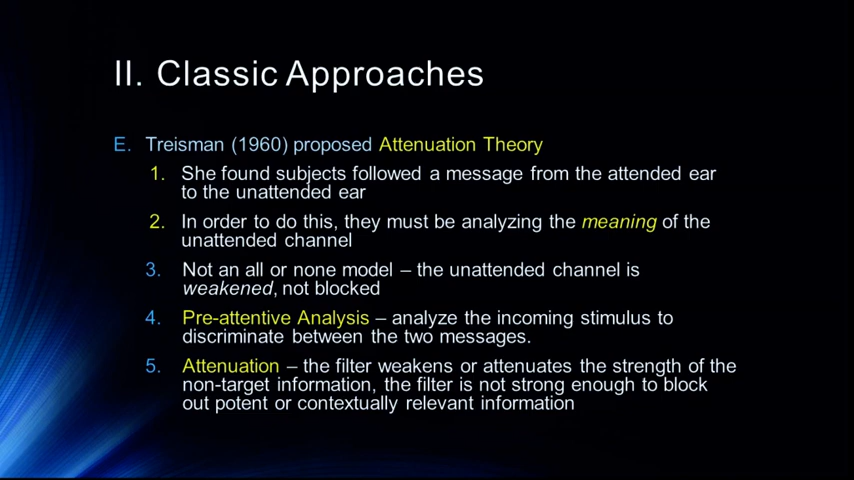 II. Classic Approaches
E. Treisman (1960) proposed Attenuation Theory
1. She found subjects followed a message from the attended ear
to the unattended ear
2. In order to do this, they must be analyzing the meaning of the
unattended channel
3. Not an all or none model – the unattended channel is
weakened, not blocked
4. Pre-attentive Analysis – analyze the incoming stimulus to
discriminate between the two messages.
5. Attenuation – the filter weakens or attenuates the strength of the
non-target information, the filter is not strong enough to block
out potent or contextually relevant information